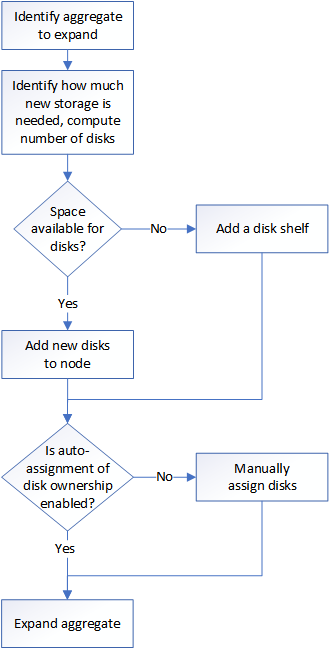 Identify aggregate
to expand
Identify how much
new storage is
needed, compute
number of disks
Space
available for
disks?
No
Add a disk shelf
Yes
Add new disks
to node
Is auto-
assignment of
disk ownership
enabled?
No
Manually
assign disks
Yes
Expand aggregate